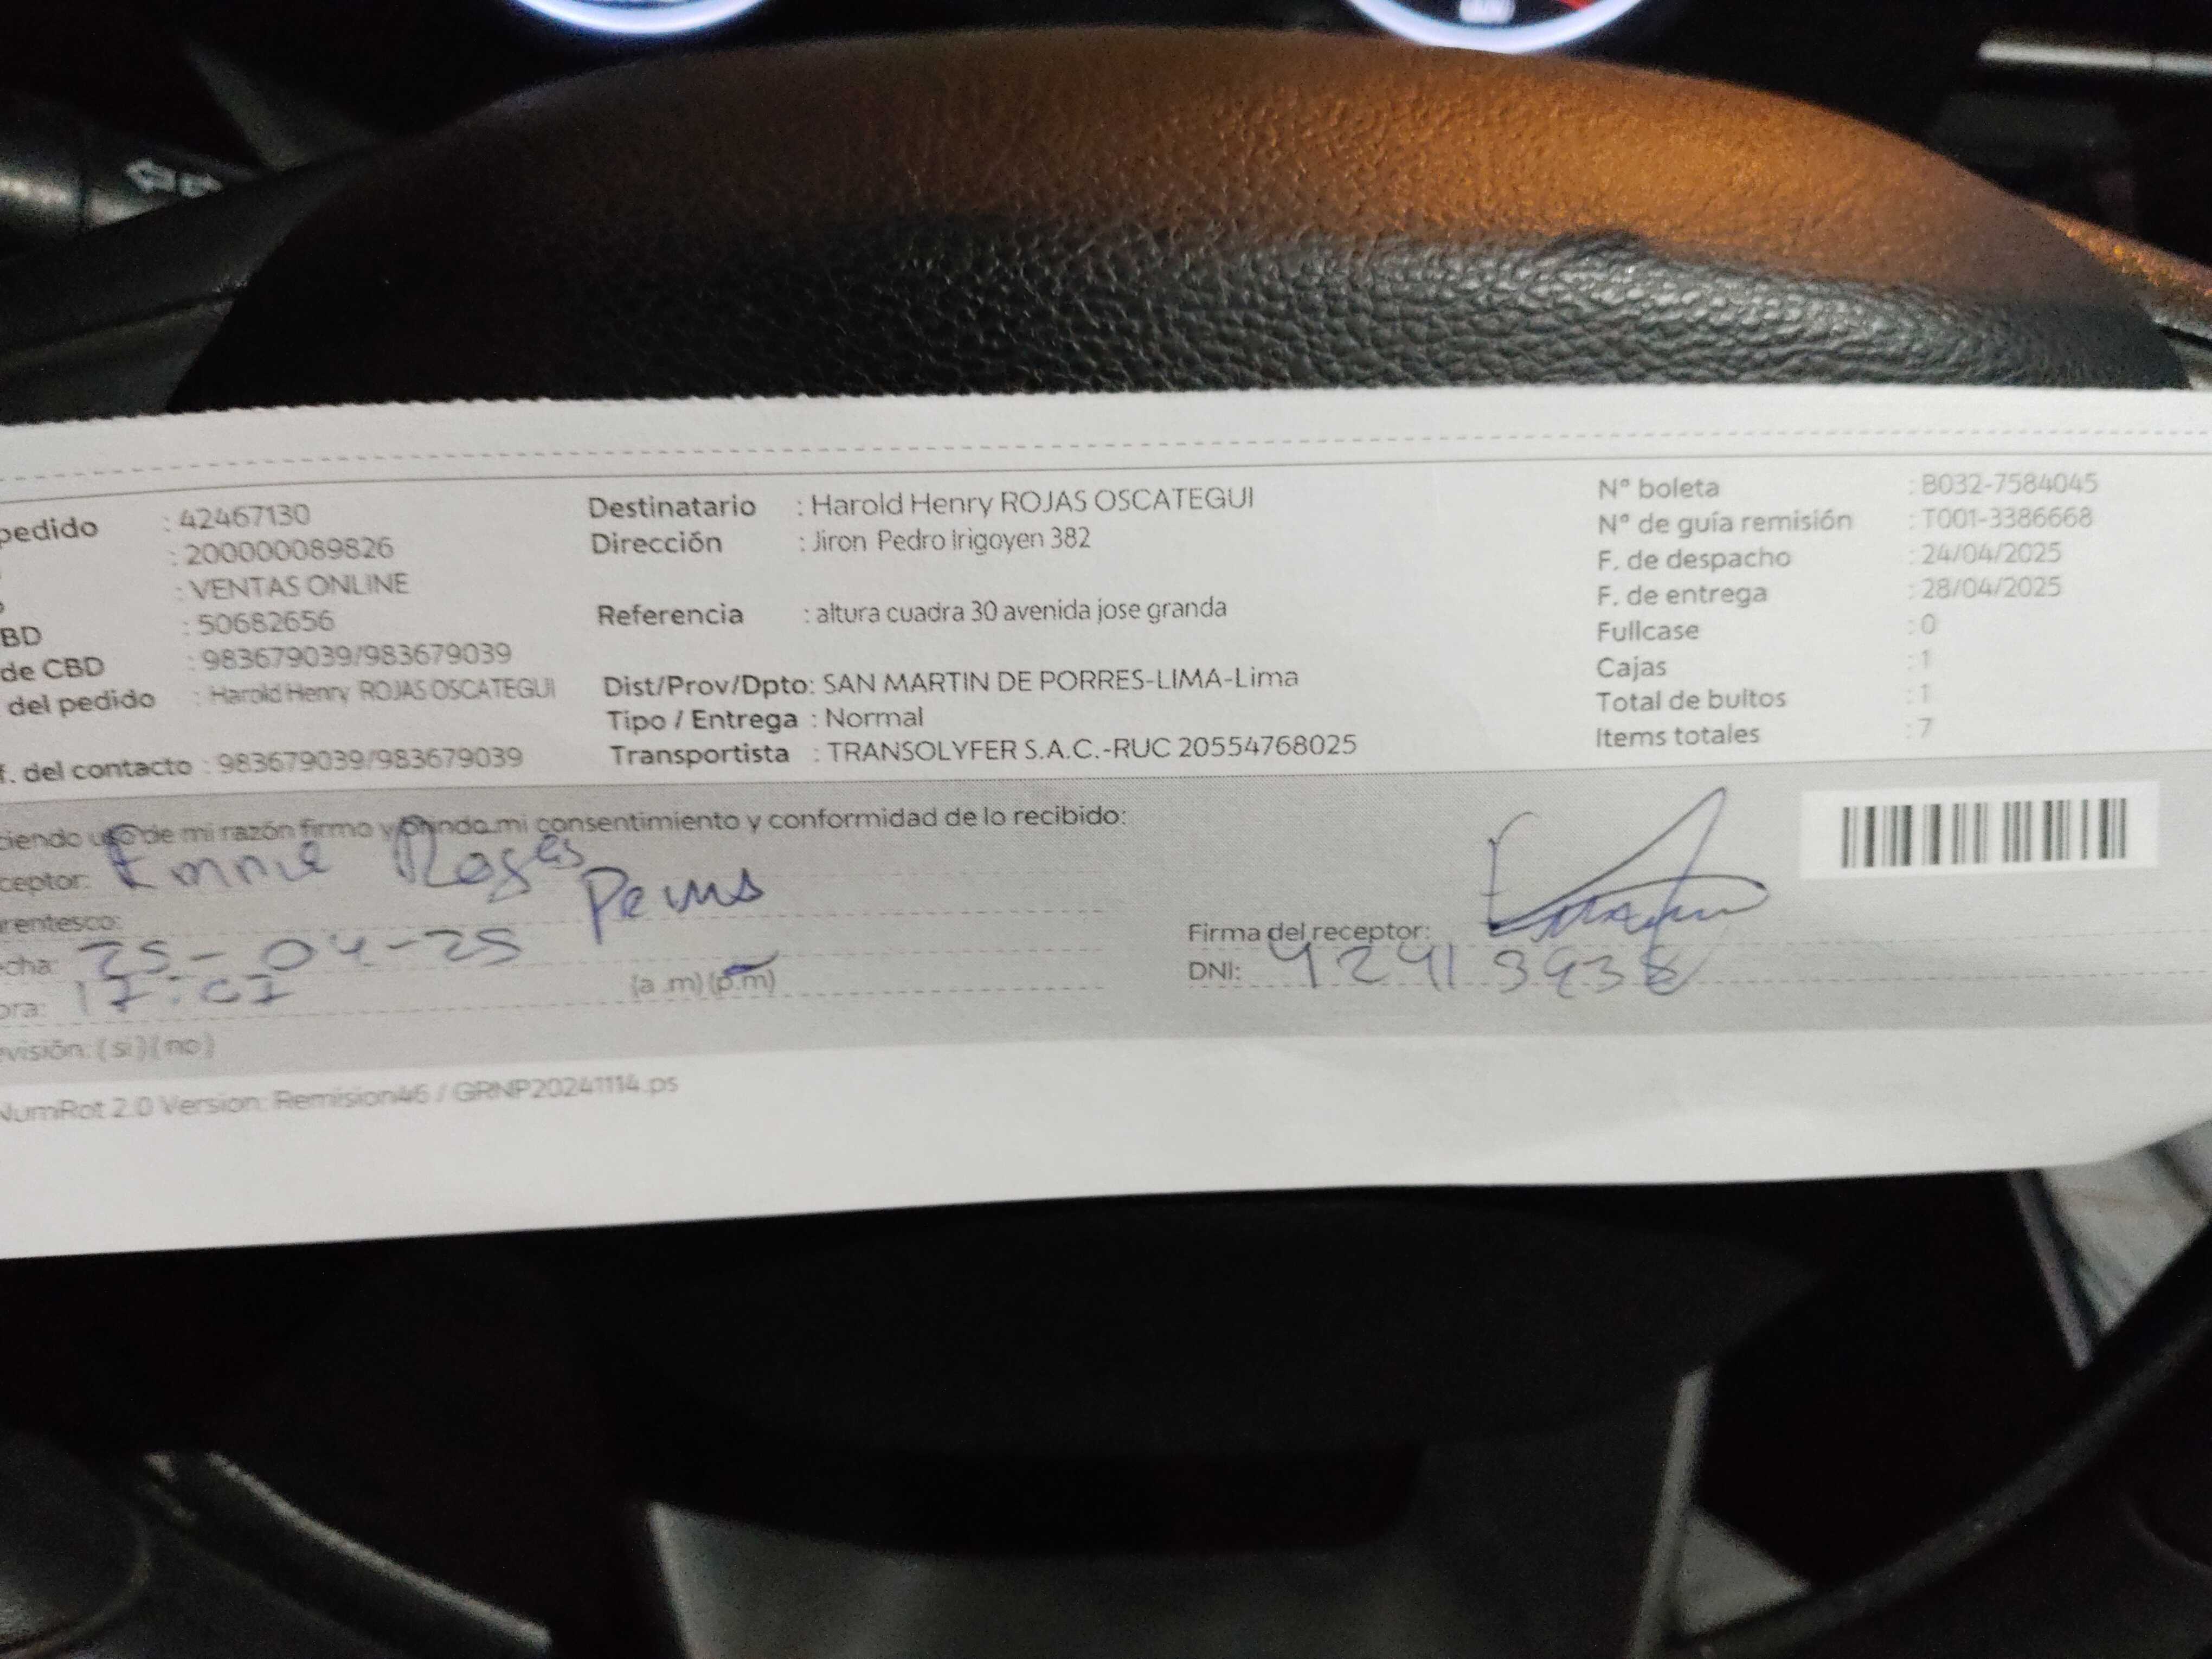 pedido : 42467130
: 200000089826
: VENTAS ONLINE
BD : 50682656
de CBD : 983679039/983679039
del pedido : Harold Henry ROJAS OSCATEGUI
f. del contacto : 983679039/983679039
Destinatario : Harold Henry ROJAS OSCATEGUI
Dirección : Jiron Pedro Irigoyen 382
Referencia : altura cuadra 30 avenida jose granda
Dist/Prov/Dpto: SAN MARTIN DE PORRES-LIMA-Lima
Tipo / Entrega : Normal
Transportista : TRANSOLYFER S.A.C.-RUC 20554768025
Nº boleta : B032-7584045
Nº de guía remisión : T001-3386668
F. de despacho : 24/04/2025
F. de entrega : 28/04/2025
Fullcase : 0
Cajas : 1
Total de bultos : 1
Items totales : 7
ciendo uso de mi razón firmo y brindo mi consentimiento y conformidad de lo recibido:
ceptor:
rentesco:
cha: 25-04-25
ora: 17:07 (a.m) (p.m)
evisión: (si) (no)
Firma del receptor:
DNI: 42413938
NumRot 2.0 Version: Remision46 / GRNP20241114.ps